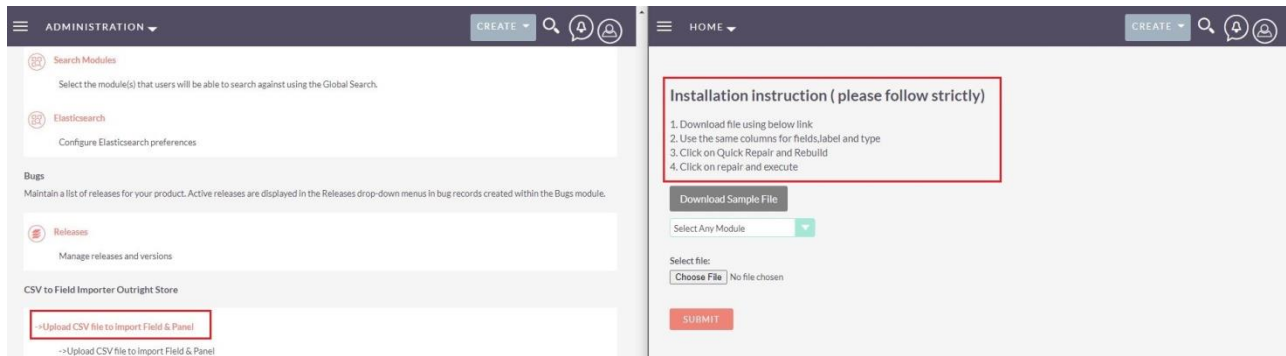 ADMINISTRATION
CREATE
Search Modules
Select the module(s) that users will be able to search against using the Global Search.
Elasticsearch
Configure Elasticsearch preferences
Bugs
Maintain a list of releases for your product. Active releases are displayed in the Releases drop-down menus in bug records created within the Bugs module.
Releases
Manage releases and versions
CSV to Field Importer Outright Store
->Upload CSV file to Import Field & Panel
->Upload CSV file to Import Field & Panel
HOME
CREATE
Installation instruction ( please follow strictly)
1. Download file using below link
2. Use the same columns for fields,label and type
3. Click on Quick Repair and Rebuild
4. Click on repair and execute
Download Sample File
Select Any Module
Select file:
Choose File No file chosen
SUBMIT